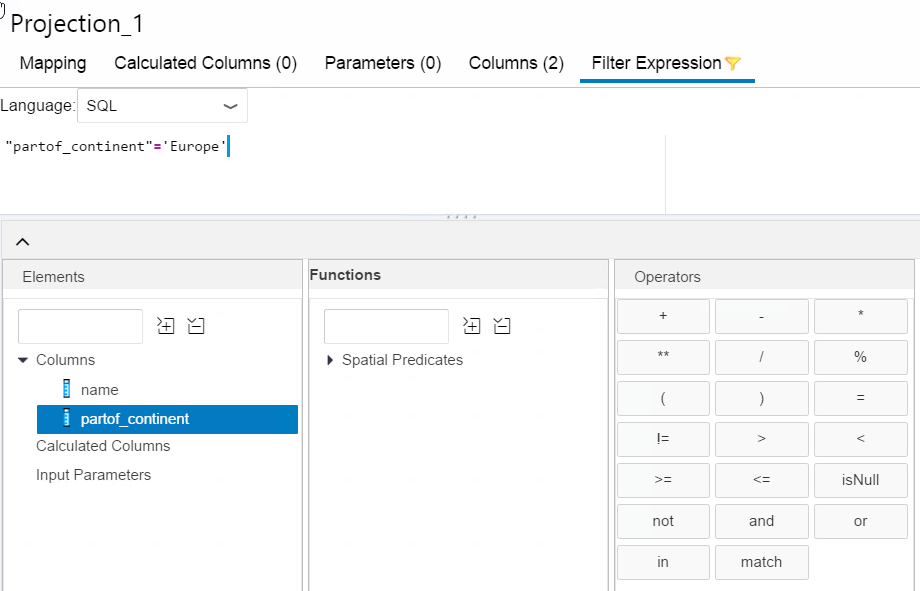 Projection_1
Mapping Calculated Columns (0) Parameters (0) Columns (2) Filter Expression
Language: SQL
"partof_continent"='Europe'
Elements
Columns
name
partof_continent
Calculated Columns
Input Parameters
Functions
Spatial Predicates
Operators
+ - *
** / %
( ) =
!= > <
>= <= isNull
not and or
in match